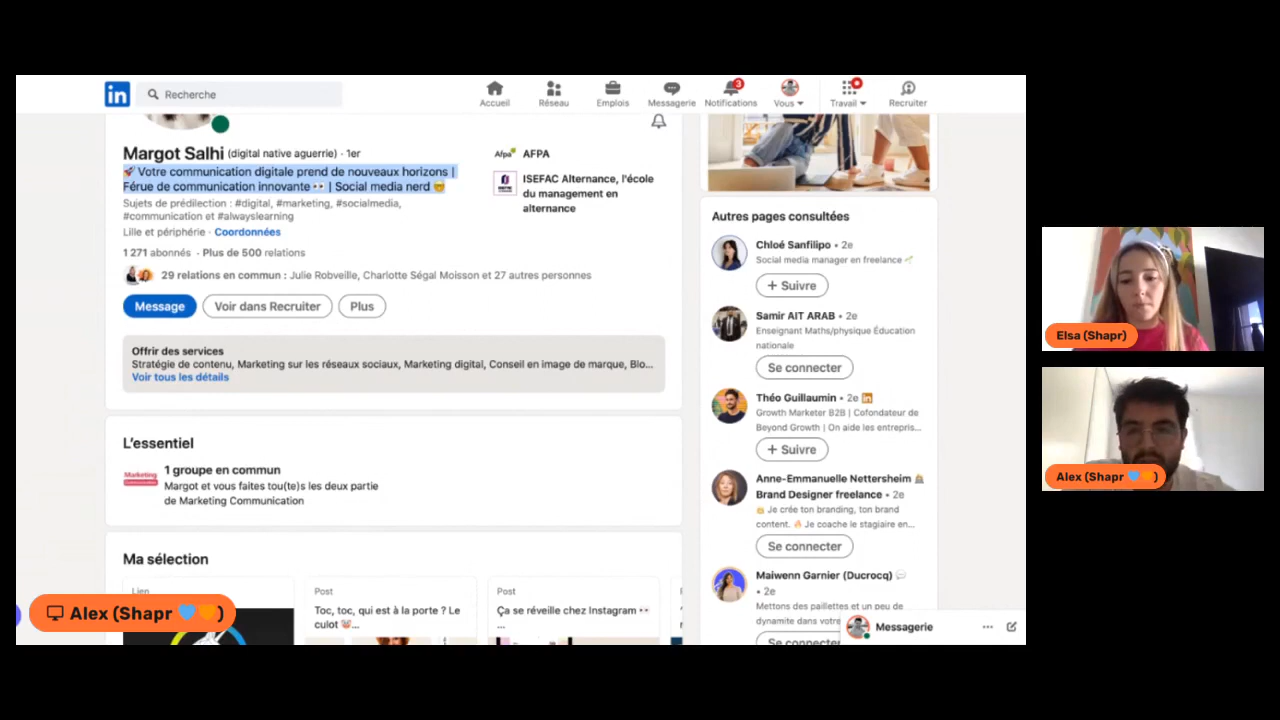 in
Recherche
Accueil
Réseau
Emplois
Messagerie
3
Notifications
Vous
Travail
Recruiter
Margot Salhi (digital native aguerrie) · 1er
🚀 Votre communication digitale prend de nouveaux horizons |
Férue de communication innovante 👀 | Social media nerd 🤓
Sujets de prédilection : #digital, #marketing, #socialmedia,
#communication et #alwayslearning
Lille et périphérie · Coordonnées
1 271 abonnés · Plus de 500 relations
29 relations en commun : Julie Robveille, Charlotte Ségal Moisson et 27 autres personnes
Message
Voir dans Recruiter
Plus
Afpa
AFPA
ISEFAC Alternance, l'école
du management en
alternance
Offrir des services
Stratégie de contenu, Marketing sur les réseaux sociaux, Marketing digital, Conseil en image de marque, Blo...
Voir tous les détails
L'essentiel
Marketing
1 groupe en commun
Margot et vous faites tou(te)s les deux partie
de Marketing Communication
Ma sélection
Lien
Post
Toc, toc, qui est à la porte ? Le
culot 🐭...
Post
Ça se réveille chez Instagram 👀
...
Autres pages consultées
Chloé Sanfilipo • 2e
Social media manager en freelance 🌱
+ Suivre
Samir AIT ARAB • 2e
Enseignant Maths/physique Éducation
nationale
Se connecter
Théo Guillaumin • 2e in
Growth Marketer B2B | Cofondateur de
Beyond Growth | On aide les entrepris...
+ Suivre
Anne-Emmanuelle Nettersheim
Brand Designer freelance • 2e
Je crée ton branding, ton brand
content. 🔥 Je coache le stagiaire en...
Se connecter
Maiwenn Garnier (Ducrocq) 💬
• 2e
Mettons des paillettes et un peu de
dynamite dans votre
Se connecter
Messagerie
Alex (Shapr 💙🧡)
Elsa (Shapr)
Alex (Shapr 💙🧡)